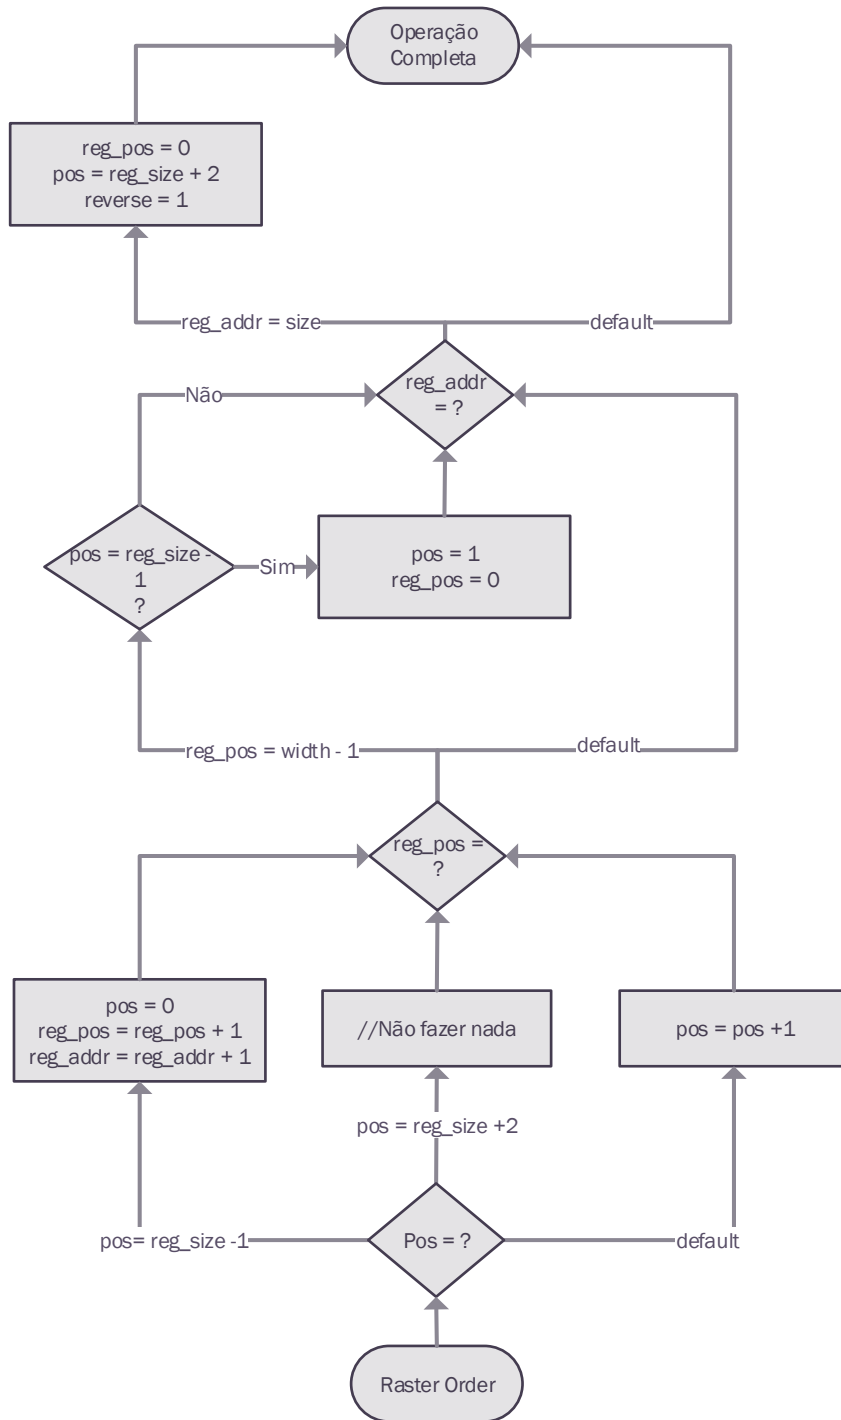 Operação
Completa
reg_pos = 0
pos = reg_size + 2
reverse = 1
reg_addr = size
default
reg_addr
= ?
Não
pos = reg_size -
1
?
Sim
pos = 1
reg_pos = 0
reg_pos = width - 1
default
reg_pos =
?
pos = 0
reg_pos = reg_pos + 1
reg_addr = reg_addr + 1
//Não fazer nada
pos = pos +1
pos = reg_size +2
pos= reg_size -1
Pos = ?
default
Raster Order